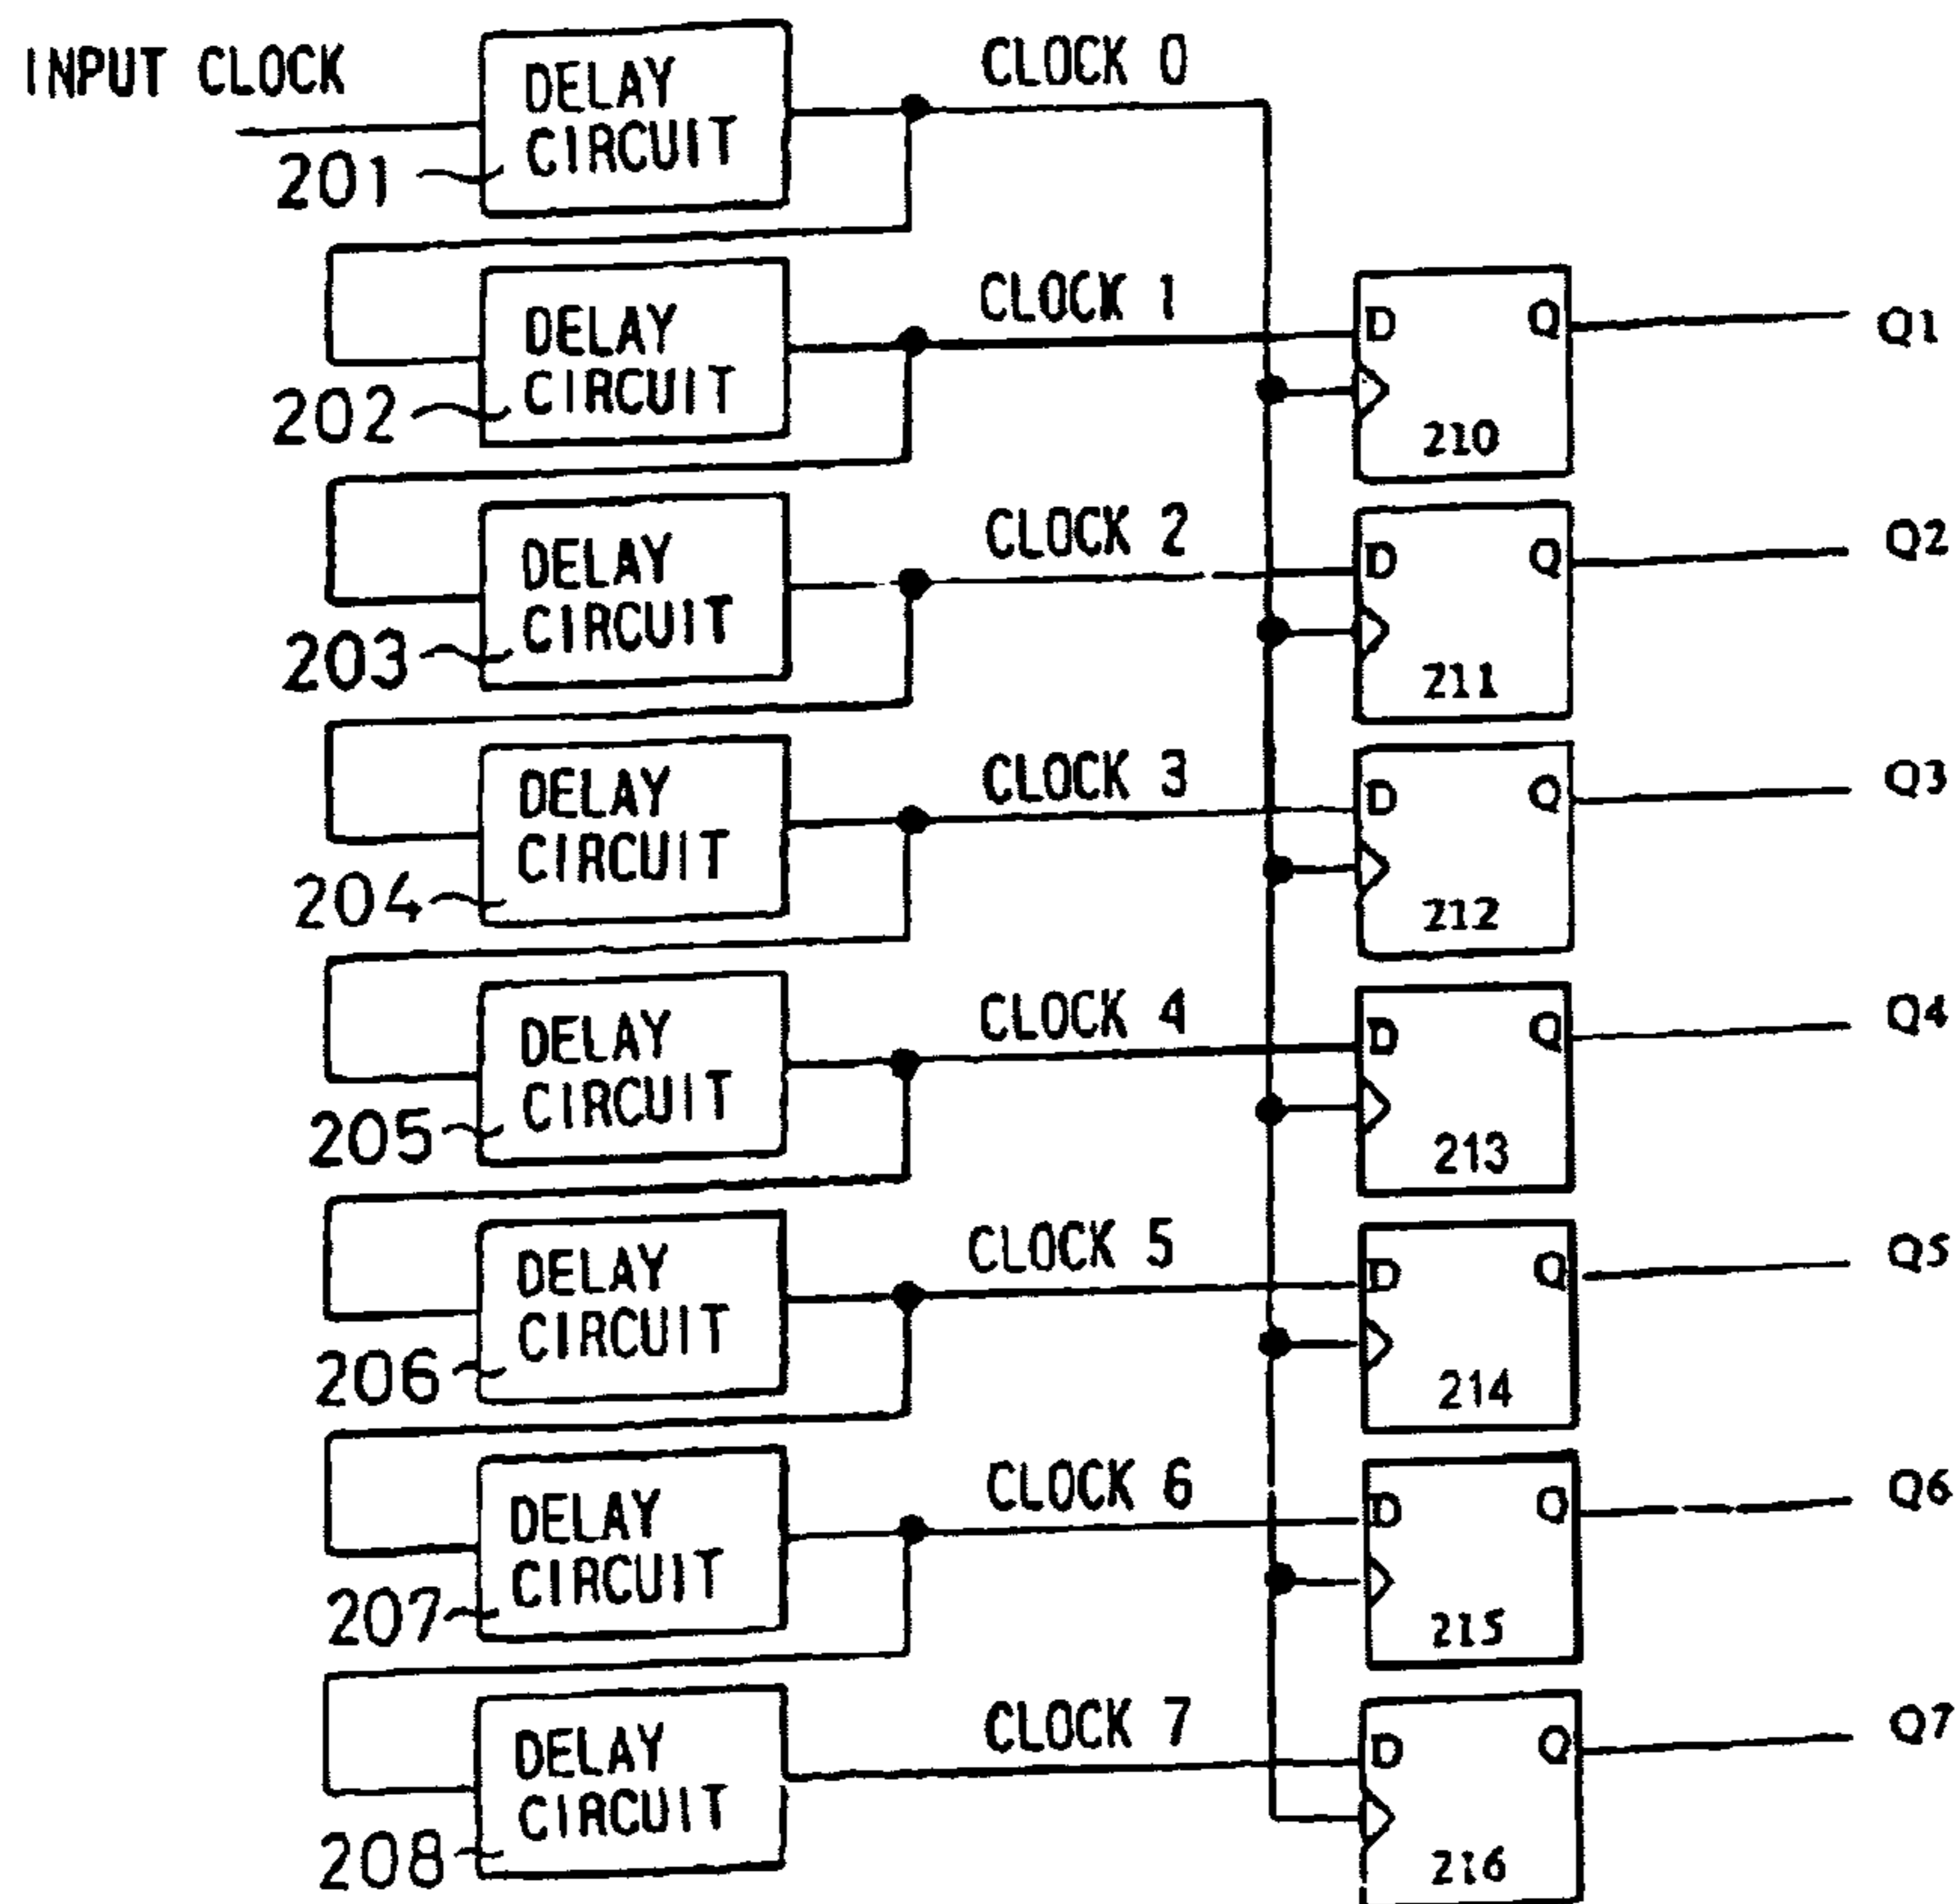 INPUT CLOCK
DELAY
CIRCUIT
CLOCK 0
201
DELAY
CIRCUIT
CLOCK 1
202
D
Q
Q1
210
DELAY
CIRCUIT
CLOCK 2
203
D
Q
Q2
211
DELAY
CIRCUIT
CLOCK 3
204
D
Q
Q3
212
DELAY
CIRCUIT
CLOCK 4
205
D
Q
Q4
213
DELAY
CIRCUIT
CLOCK 5
206
D
Q
Q5
214
DELAY
CIRCUIT
CLOCK 6
207
D
Q
Q6
215
DELAY
CIRCUIT
CLOCK 7
208
D
Q
Q7
216